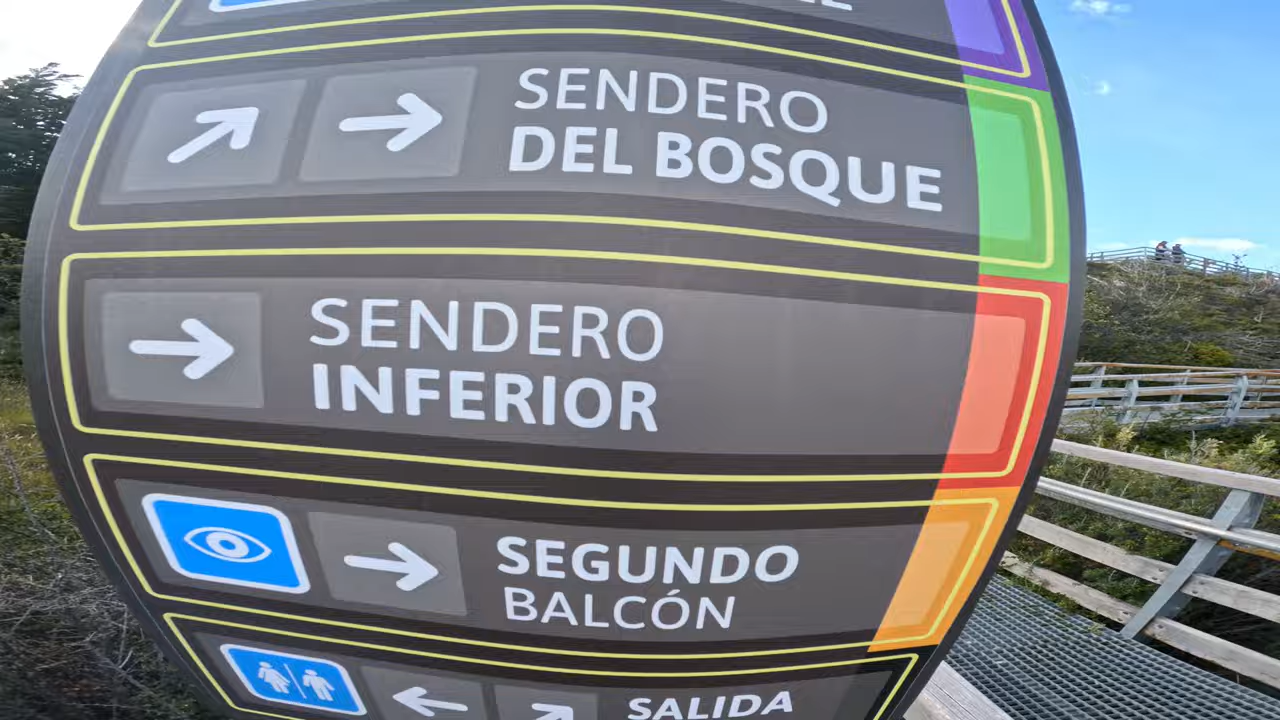 SENDERO
DEL BOSQUE
SENDERO
INFERIOR
SEGUNDO
BALCÓN
SALIDA